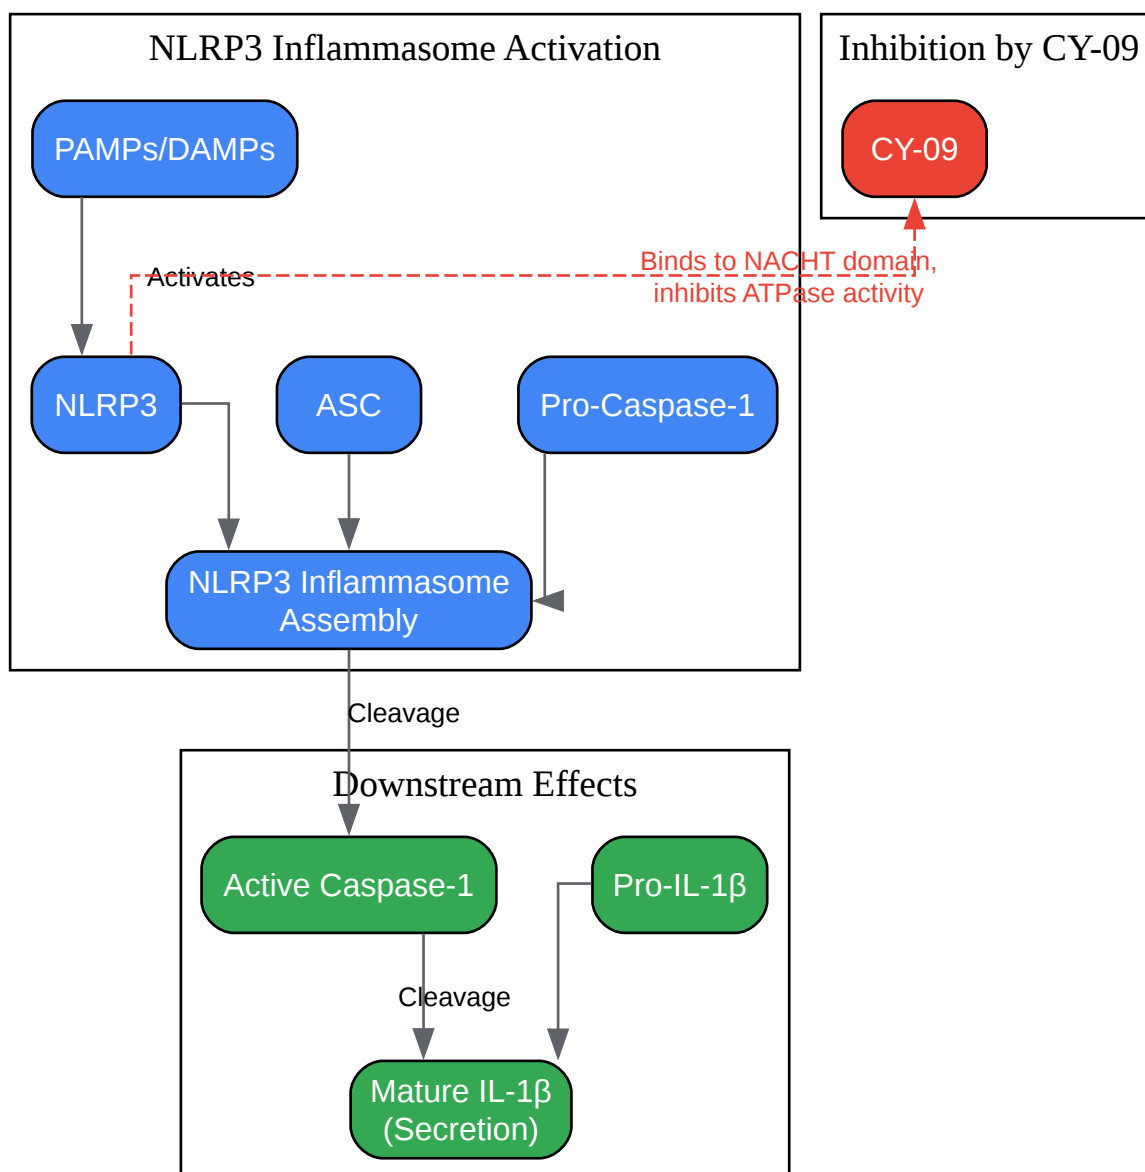 NLRP3 Inflammasome Activation
Inhibition by CY-09
PAMPs/DAMPs
CY-09
Activates
Binds to NACHT domain,
inhibits ATPase activity
NLRP3
ASC
Pro-Caspase-1
NLRP3 Inflammasome
Assembly
Cleavage
Downstream Effects
Active Caspase-1
Pro-IL-1β
Cleavage
Mature IL-1β
(Secretion)